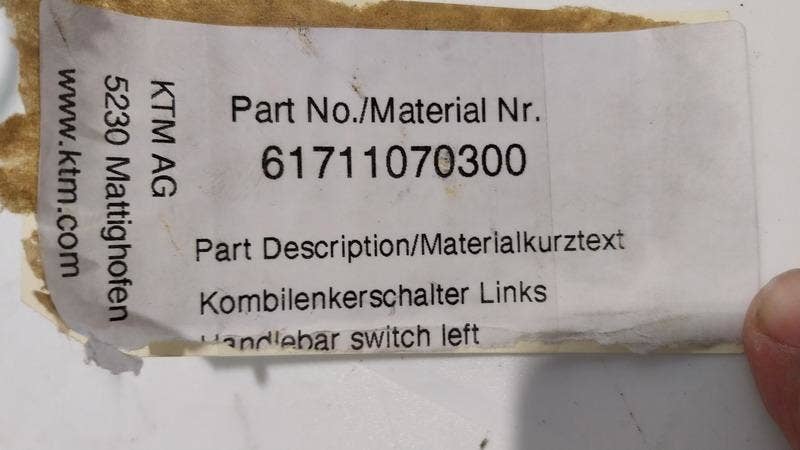 KTM AG
5230 Mattighofen
www.ktm.com
Part No./Material Nr.
61711070300
Part Description/Materialkurztext
Kombilenkerschalter Links
Handlebar switch left